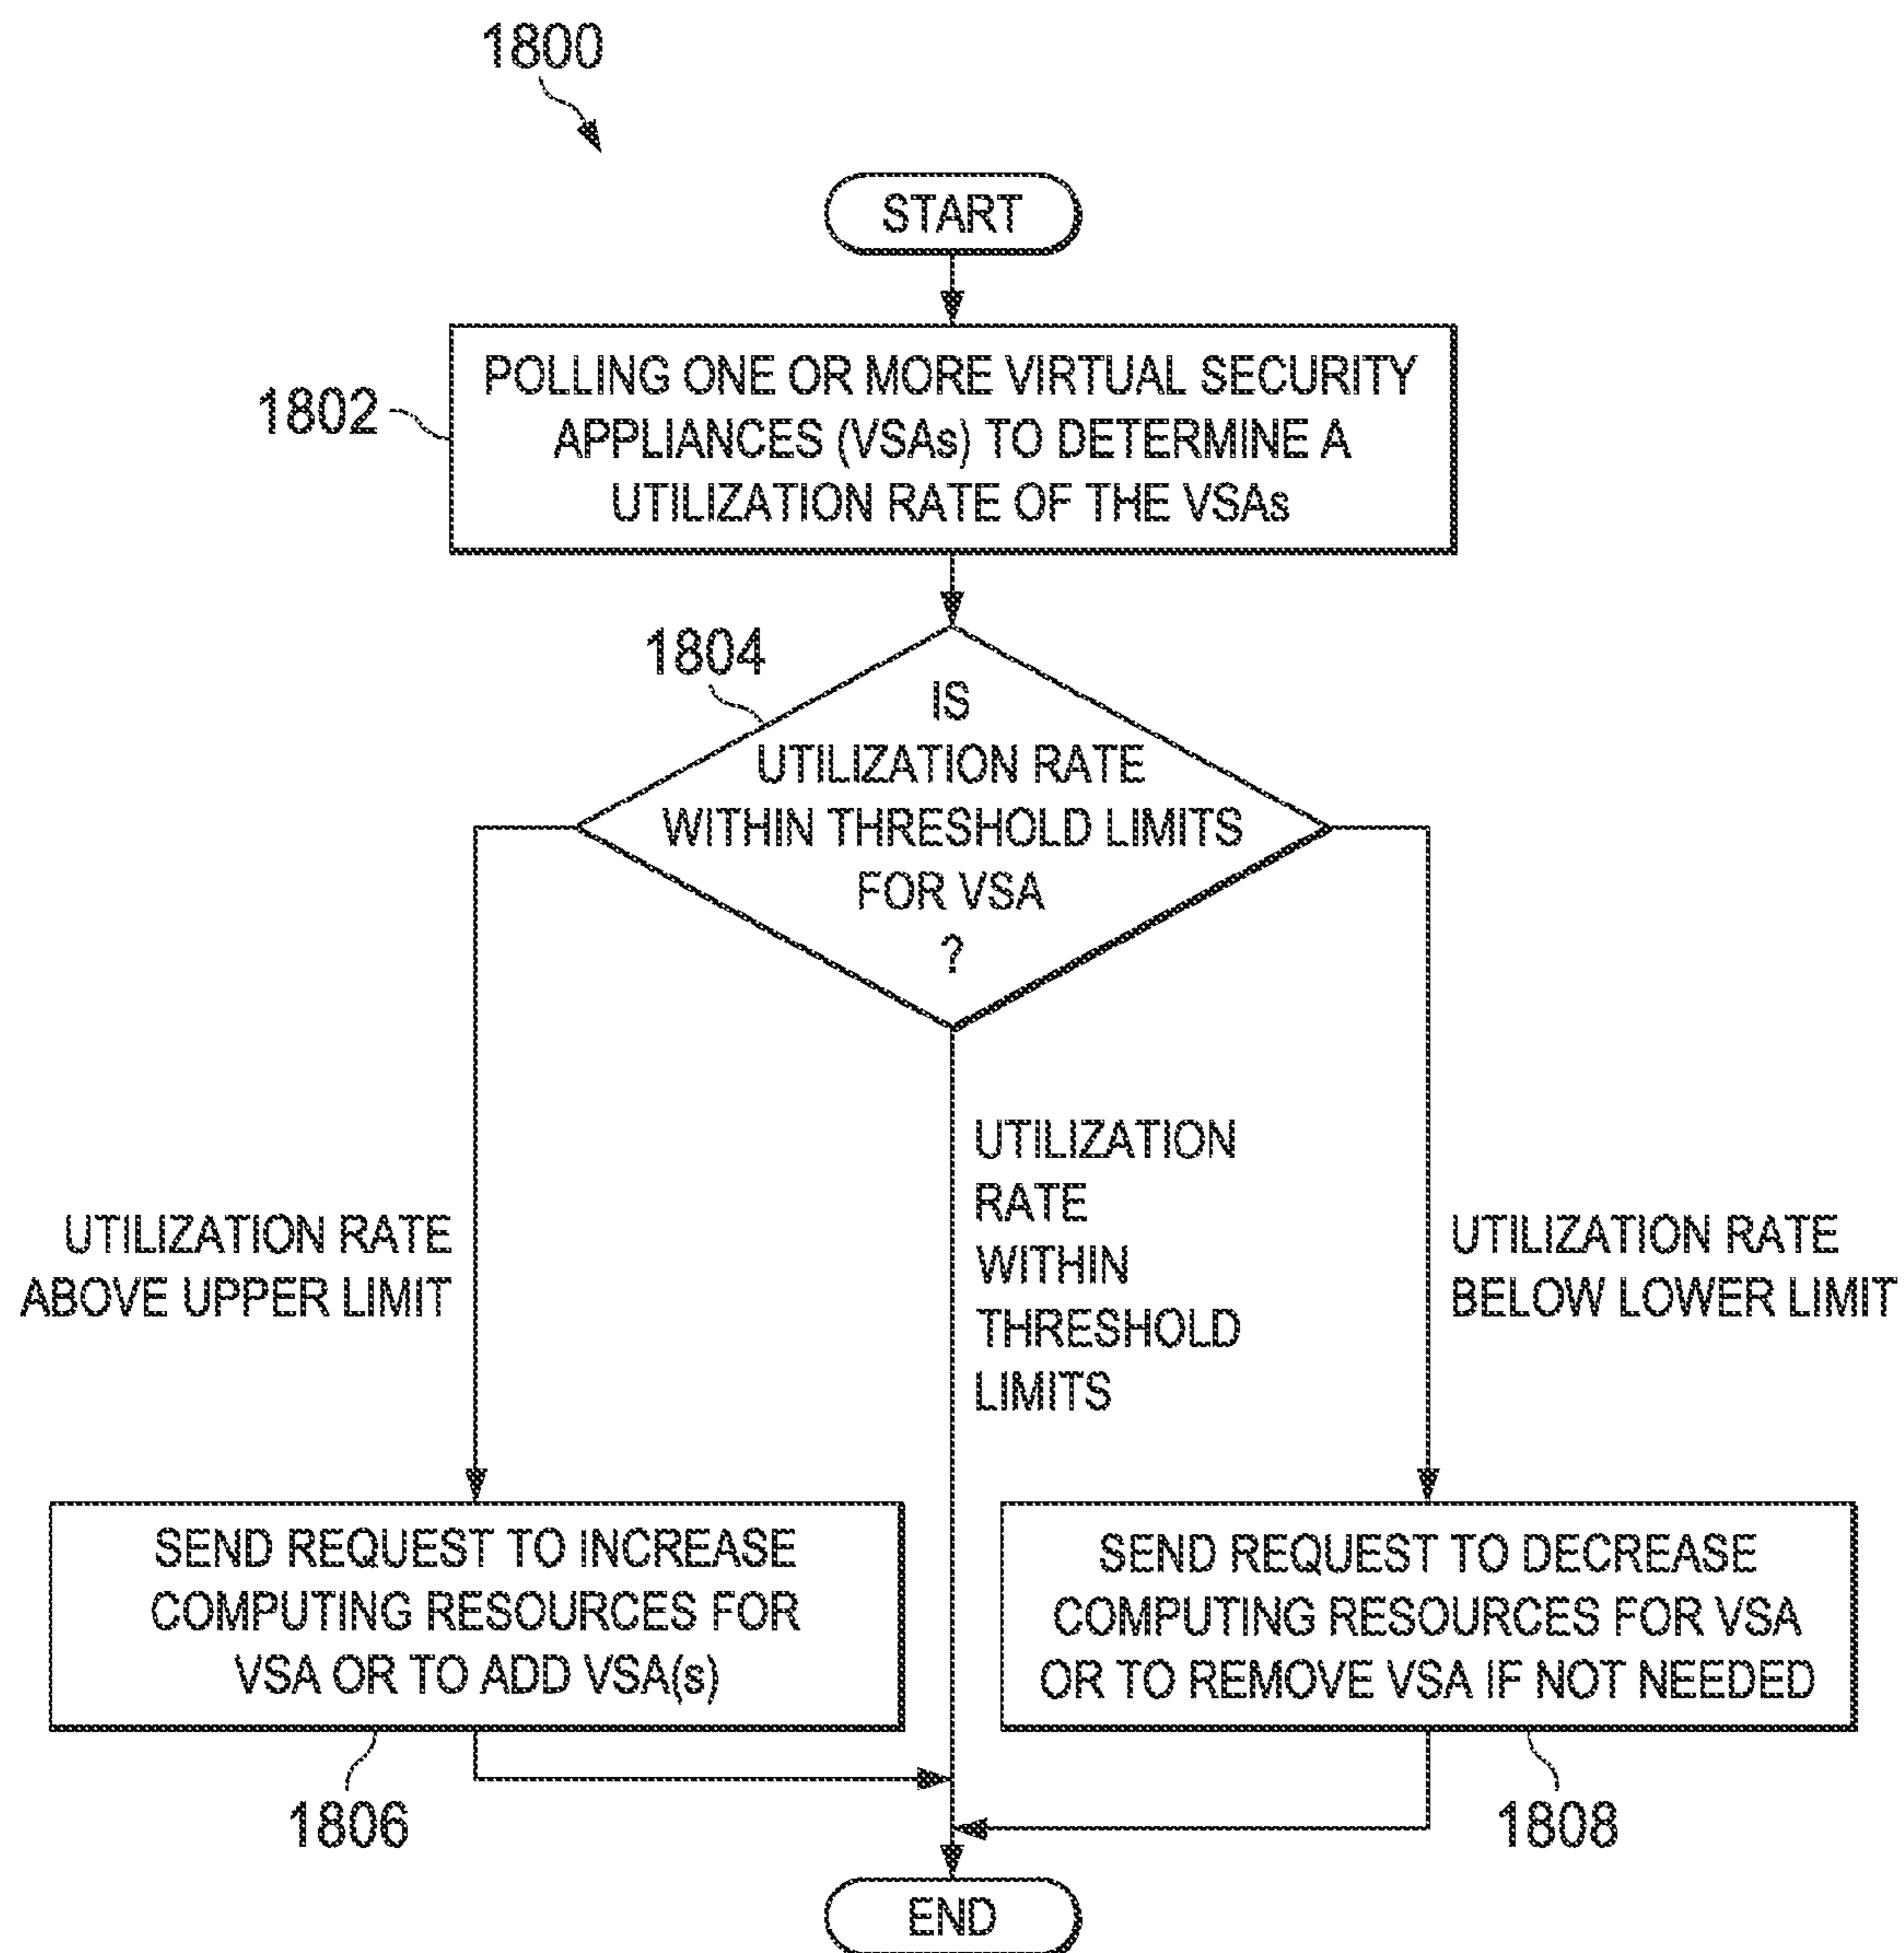 1800
START
1802
POLLING ONE OR MORE VIRTUAL SECURITY
APPLIANCES (VSAs) TO DETERMINE A
UTILIZATION RATE OF THE VSAs
1804
IS
UTILIZATION RATE
WITHIN THRESHOLD LIMITS
FOR VSA
?
UTILIZATION RATE
ABOVE UPPER LIMIT
UTILIZATION
RATE
WITHIN
THRESHOLD
LIMITS
UTILIZATION RATE
BELOW LOWER LIMIT
SEND REQUEST TO INCREASE
COMPUTING RESOURCES FOR
VSA OR TO ADD VSA(s)
1806
SEND REQUEST TO DECREASE
COMPUTING RESOURCES FOR VSA
OR TO REMOVE VSA IF NOT NEEDED
1808
END